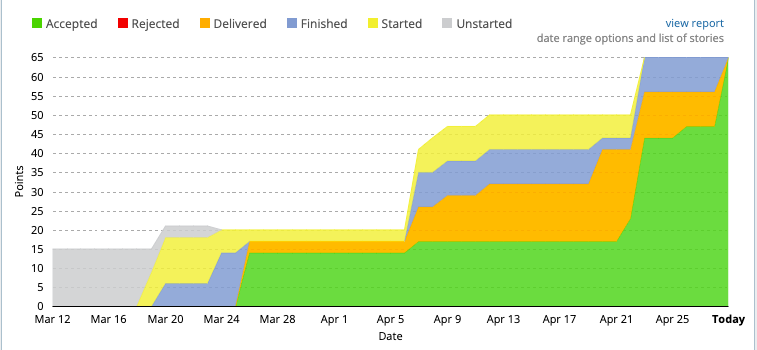 Accepted Rejected Delivered Finished Started Unstarted
view report
date range options and list of stories
65
60
55
50
45
40
35
30
25
20
15
10
5
0
Points
Mar 12 Mar 16 Mar 20 Mar 24 Mar 28 Apr 1 Apr 5 Apr 9 Apr 13 Apr 17 Apr 21 Apr 25 Today
Date